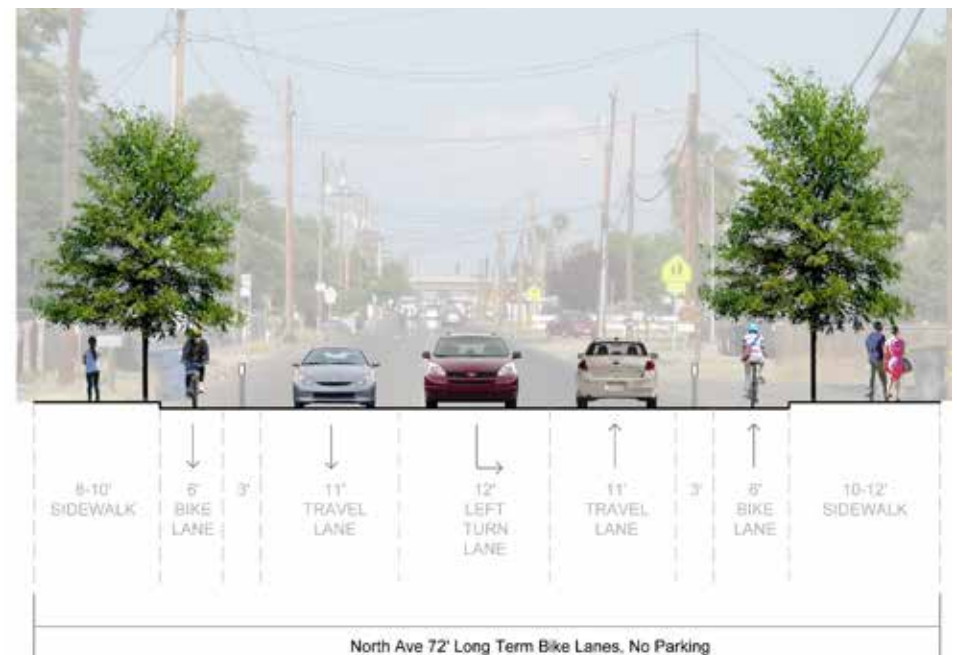 8-10'
SIDEWALK
6'
BIKE
LANE
3'
11'
TRAVEL
LANE
12'
LEFT
TURN
LANE
11'
TRAVEL
LANE
3'
6'
BIKE
LANE
10-12'
SIDEWALK
North Ave 72' Long Term Bike Lanes, No Parking